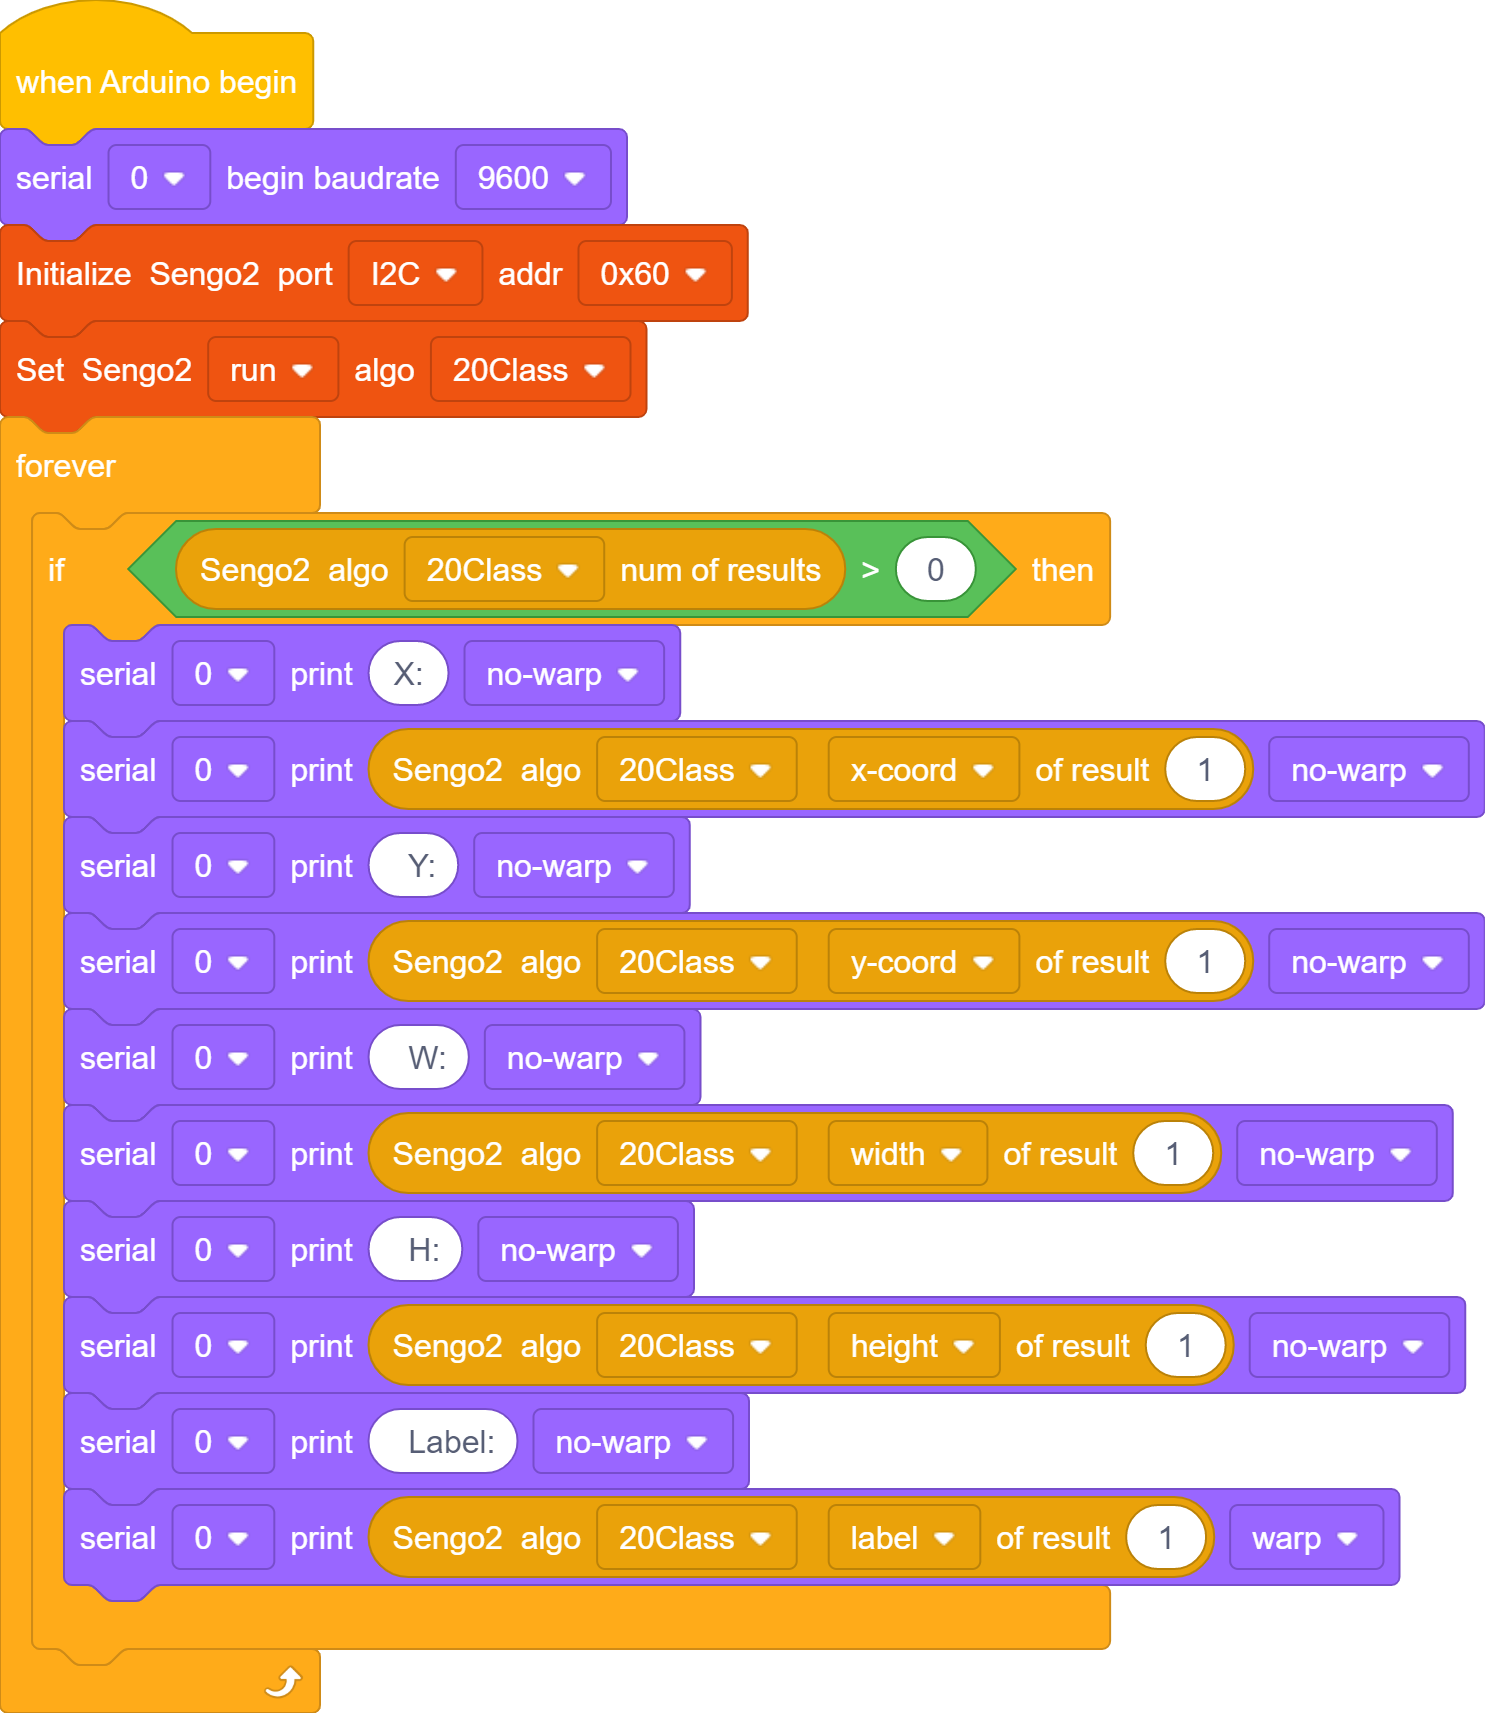 when Arduino begin
serial 0 begin baudrate 9600
Initialize Sengo2 port I2C addr 0x60
Set Sengo2 run algo 20Class
forever
if Sengo2 algo 20Class num of results > 0 then
serial 0 print X: no-warp
serial 0 print Sengo2 algo 20Class x-coord of result 1 no-warp
serial 0 print Y: no-warp
serial 0 print Sengo2 algo 20Class y-coord of result 1 no-warp
serial 0 print W: no-warp
serial 0 print Sengo2 algo 20Class width of result 1 no-warp
serial 0 print H: no-warp
serial 0 print Sengo2 algo 20Class height of result 1 no-warp
serial 0 print Label: no-warp
serial 0 print Sengo2 algo 20Class label of result 1 warp